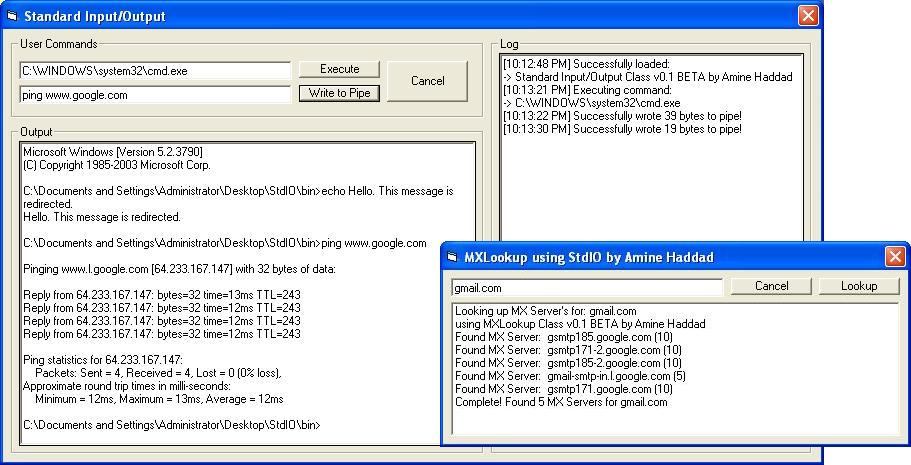 Standard Input/Output
User Commands
C:\WINDOWS\system32\cmd.exe
Execute
Cancel
ping www.google.com
Write to Pipe
Output
Microsoft Windows [Version 5.2.3790]
(C) Copyright 1985-2003 Microsoft Corp.
C:\Documents and Settings\Administrator\Desktop\StdIO\bin>echo Hello. This message is
redirected.
Hello. This message is redirected.
C:\Documents and Settings\Administrator\Desktop\StdIO\bin>ping www.google.com
Pinging www.l.google.com [64.233.167.147] with 32 bytes of data:
Reply from 64.233.167.147: bytes=32 time=13ms TTL=243
Reply from 64.233.167.147: bytes=32 time=12ms TTL=243
Reply from 64.233.167.147: bytes=32 time=12ms TTL=243
Reply from 64.233.167.147: bytes=32 time=12ms TTL=243
Ping statistics for 64.233.167.147:
Packets: Sent = 4, Received = 4, Lost = 0 (0% loss),
Approximate round trip times in milli-seconds:
Minimum = 12ms, Maximum = 13ms, Average = 12ms
C:\Documents and Settings\Administrator\Desktop\StdIO\bin>
Log
[10:12:48 PM] Successfully loaded:
-> Standard Input/Output Class v0.1 BETA by Amine Haddad
[10:13:21 PM] Executing command:
-> C:\WINDOWS\system32\cmd.exe
[10:13:22 PM] Successfully wrote 39 bytes to pipe!
[10:13:30 PM] Successfully wrote 19 bytes to pipe!
MXLookup using StdIO by Amine Haddad
gmail.com
Cancel
Lookup
Looking up MX Server's for: gmail.com
using MXLookup Class v0.1 BETA by Amine Haddad
Found MX Server: gsmtp185.google.com (10)
Found MX Server: gsmtp171-2.google.com (10)
Found MX Server: gsmtp185-2.google.com (10)
Found MX Server: gmail-smtp-in.l.google.com (5)
Found MX Server: gsmtp171.google.com (10)
Complete! Found 5 MX Servers for gmail.com